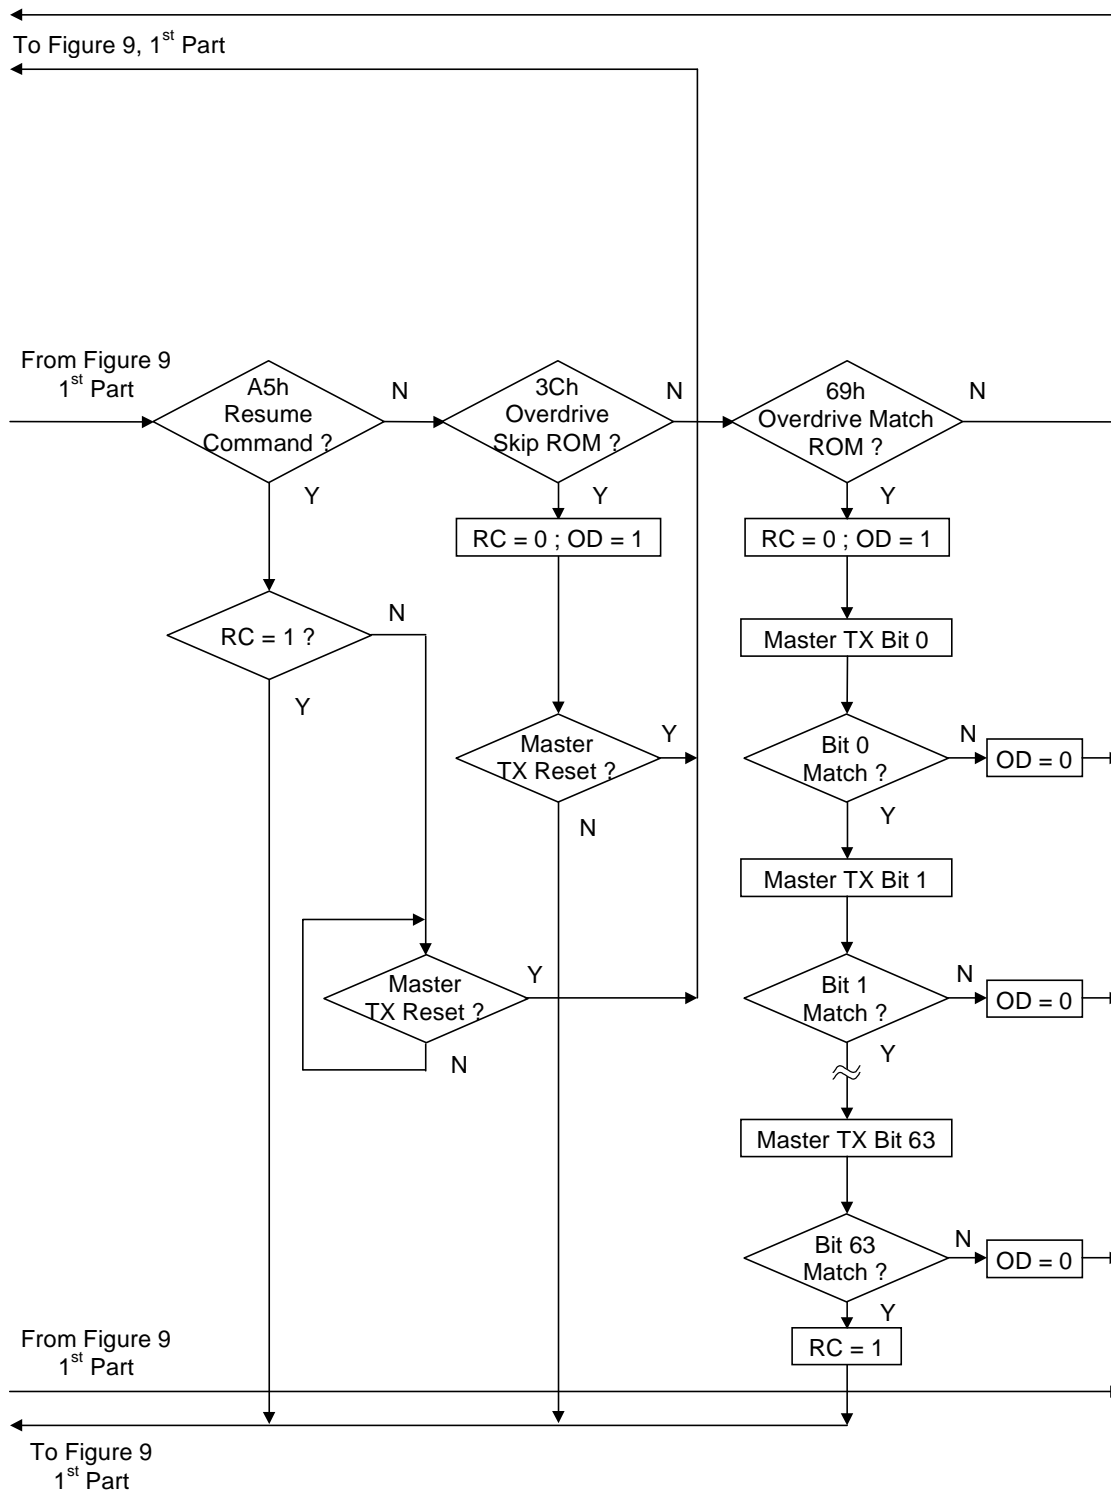 To Figure 9, 1st Part
From Figure 9
1st Part
A5h
Resume
Command ?
N
Y
3Ch
Overdrive
Skip ROM ?
N
Y
69h
Overdrive Match
ROM ?
N
Y
RC = 0 ; OD = 1
RC = 0 ; OD = 1
RC = 1 ?
N
Y
Master TX Bit 0
Master
TX Reset ?
Y
N
Bit 0
Match ?
N
OD = 0
Y
Master TX Bit 1
Master
TX Reset ?
Y
N
Bit 1
Match ?
N
OD = 0
Y
Master TX Bit 63
Bit 63
Match ?
N
OD = 0
Y
RC = 1
From Figure 9
1st Part
To Figure 9
1st Part